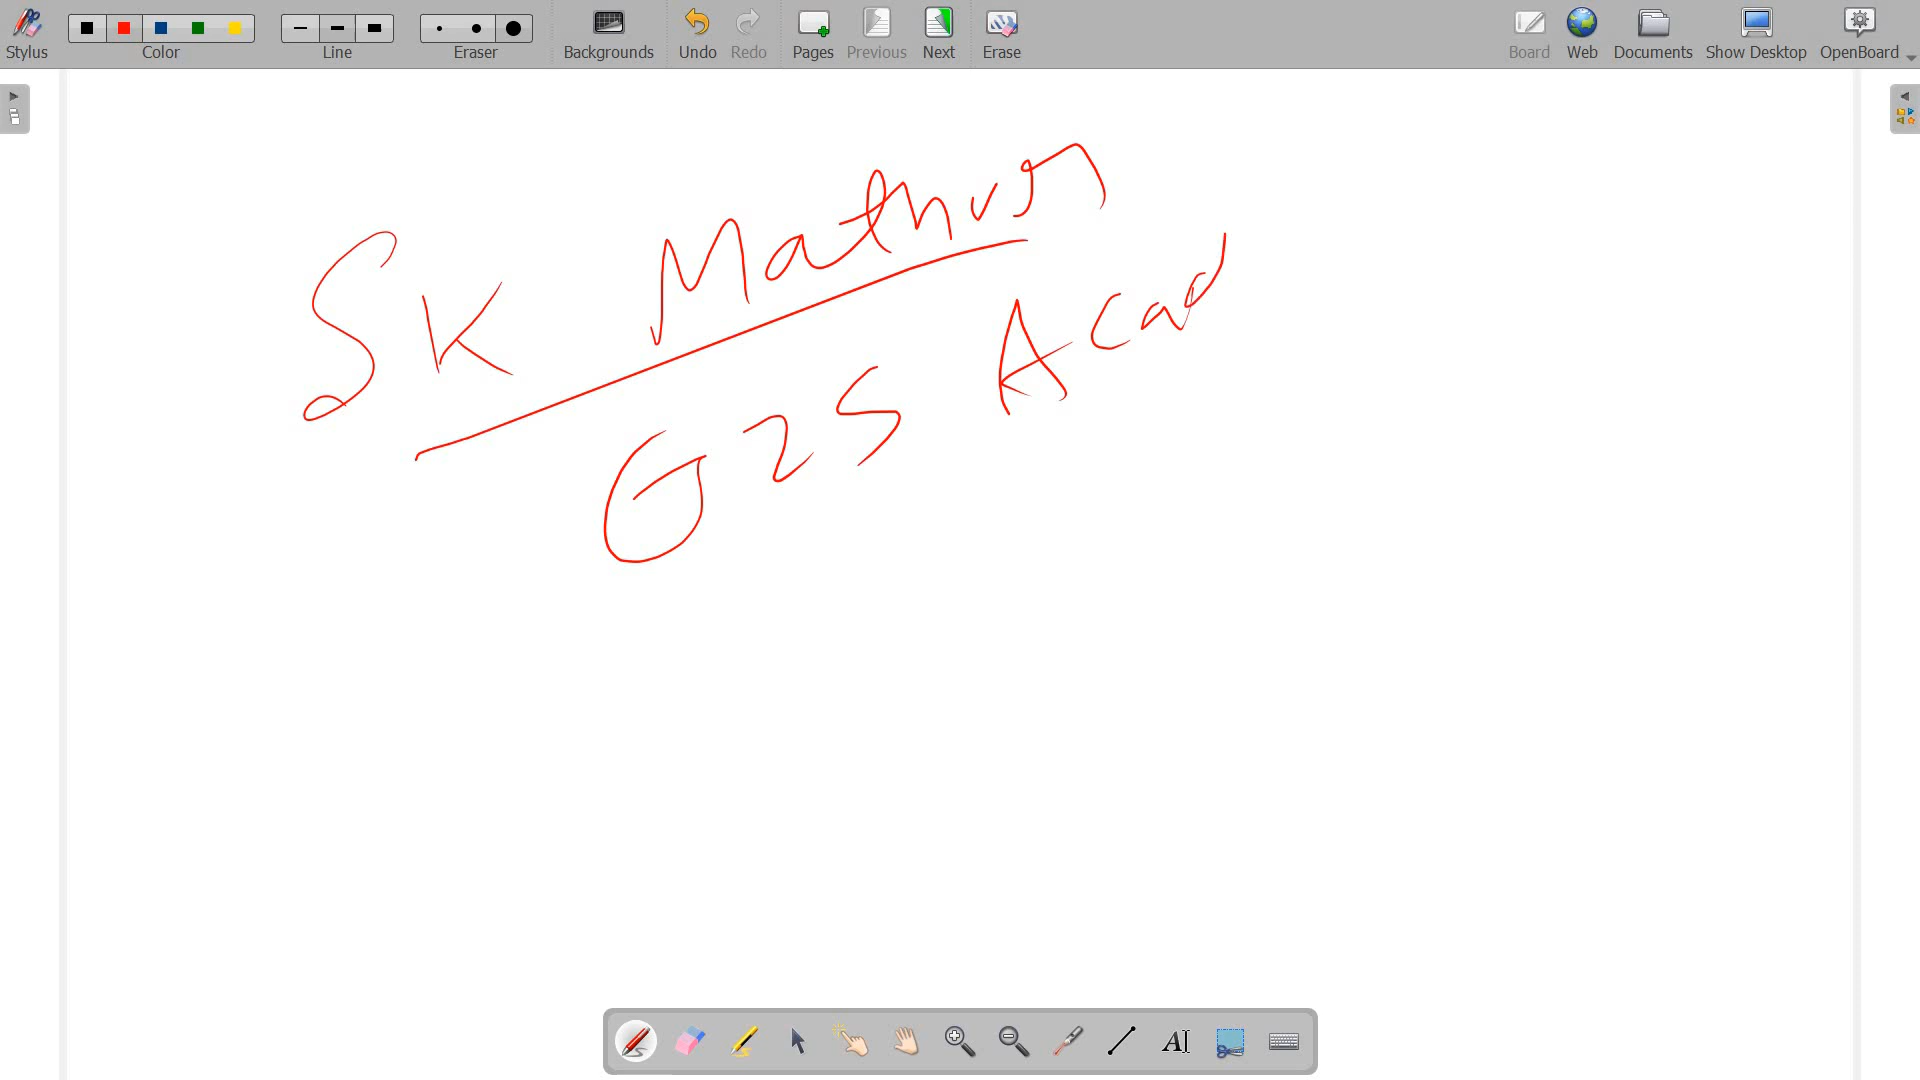 Stylus Color Line Eraser Backgrounds Undo Redo Pages Previous Next Erase Board Web Documents Show Desktop OpenBoard
SK Mathur
G2S Acad
AI